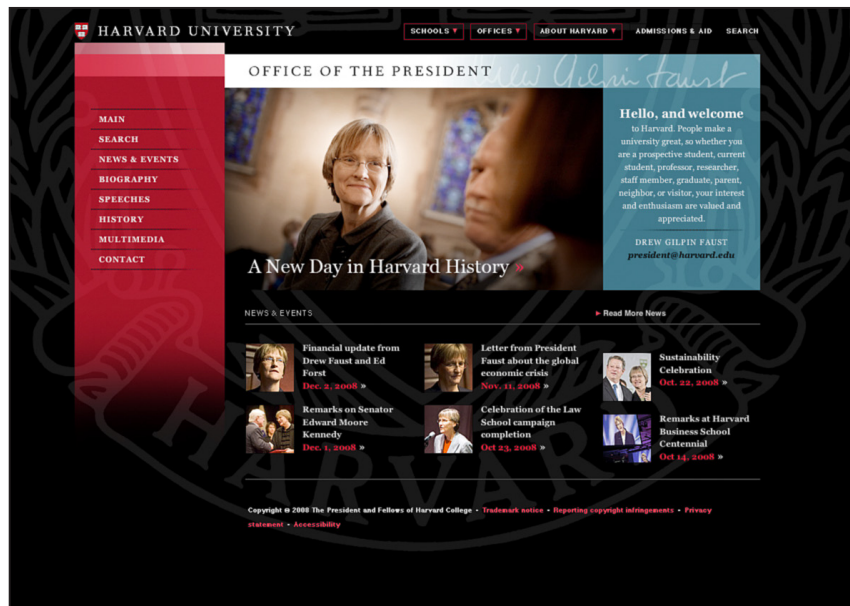 HARVARD UNIVERSITY
SCHOOLS ▼ OFFICES ▼ ABOUT HARVARD ▼ ADMISSIONS & AID SEARCH
OFFICE OF THE PRESIDENT
Drew Gilpin Faust
MAIN
SEARCH
NEWS & EVENTS
BIOGRAPHY
SPEECHES
HISTORY
MULTIMEDIA
CONTACT
A New Day in Harvard History »
Hello, and welcome
to Harvard. People make a
university great, so whether you
are a prospective student, current
student, professor, researcher,
staff member, graduate, parent,
neighbor, or visitor, your interest
and enthusiasm are valued and
appreciated.
DREW GILPIN FAUST
president@harvard.edu
NEWS & EVENTS
► Read More News
Financial update from
Drew Faust and Ed
Forst
Dec. 2, 2008 »
Letter from President
Faust about the global
economic crisis
Nov. 11, 2008 »
Sustainability
Celebration
Oct. 22, 2008 »
Remarks on Senator
Edward Moore
Kennedy
Dec. 1, 2008 »
Celebration of the Law
School campaign
completion
Oct 23, 2008 »
Remarks at Harvard
Business School
Centennial
Oct 14, 2008 »
HARVARD
Copyright © 2008 The President and Fellows of Harvard College • Trademark notice • Reporting copyright infringements • Privacy
statement • Accessibility